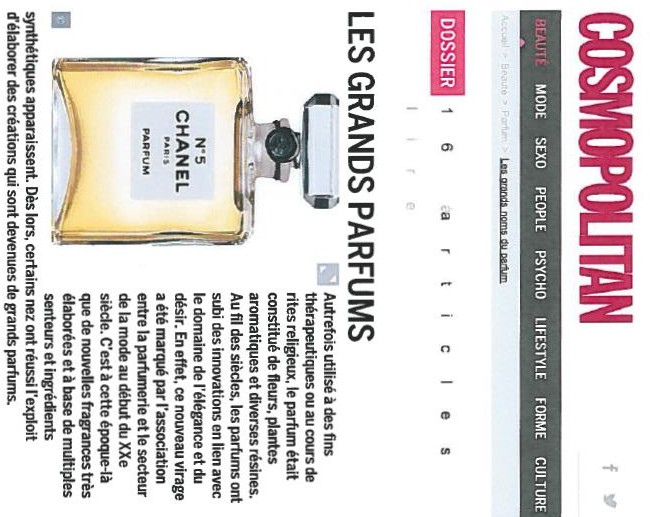 COSMOPOLITAN
BEAUTÉ MODE SEXO PEOPLE PSYCHO LIFESTYLE FORME CULTURE
Accueil > Beauté > Parfum > Les grands noms du parfum
DOSSIER 16 articles
lire
LES GRANDS PARFUMS
N°5
CHANEL
PARIS
PARFUM
Autrefois utilisé à des fins
thérapeutiques ou au cours de
rites religieux, le parfum était
constitué de fleurs, plantes
aromatiques et diverses résines.
Au fil des siècles, les parfums ont
subi des innovations en lien avec
le domaine de l'élégance et du
désir. En effet, ce nouveau virage
a été marqué par l'association
entre la parfumerie et le secteur
de la mode au début du XXe
siècle. C'est à cette époque-là
que de nouvelles fragrances très
élaborées et à base de multiples
senteurs et ingrédients
synthétiques apparaissent. Dès lors, certains nez ont réussi l'exploit
d'élaborer des créations qui sont devenues de grands parfums.